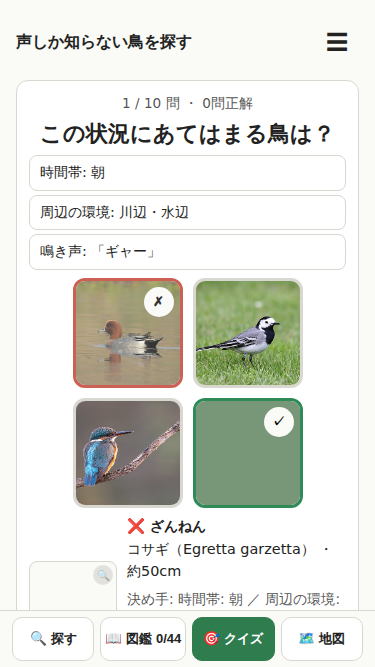 声しか知らない鳥を探す
☰
1 / 10 問 ・ 0問正解
この状況にあてはまる鳥は？
時間帯: 朝
周辺の環境: 川辺・水辺
鳴き声: 「ギャー」
✗
✓
❌ ざんねん
コサギ（Egretta garzetta） ・
約50cm
決め手: 時間帯: 朝 ／ 周辺の環境:
🔍 探す
📖 図鑑 0/44
🎯 クイズ
🗺️ 地図